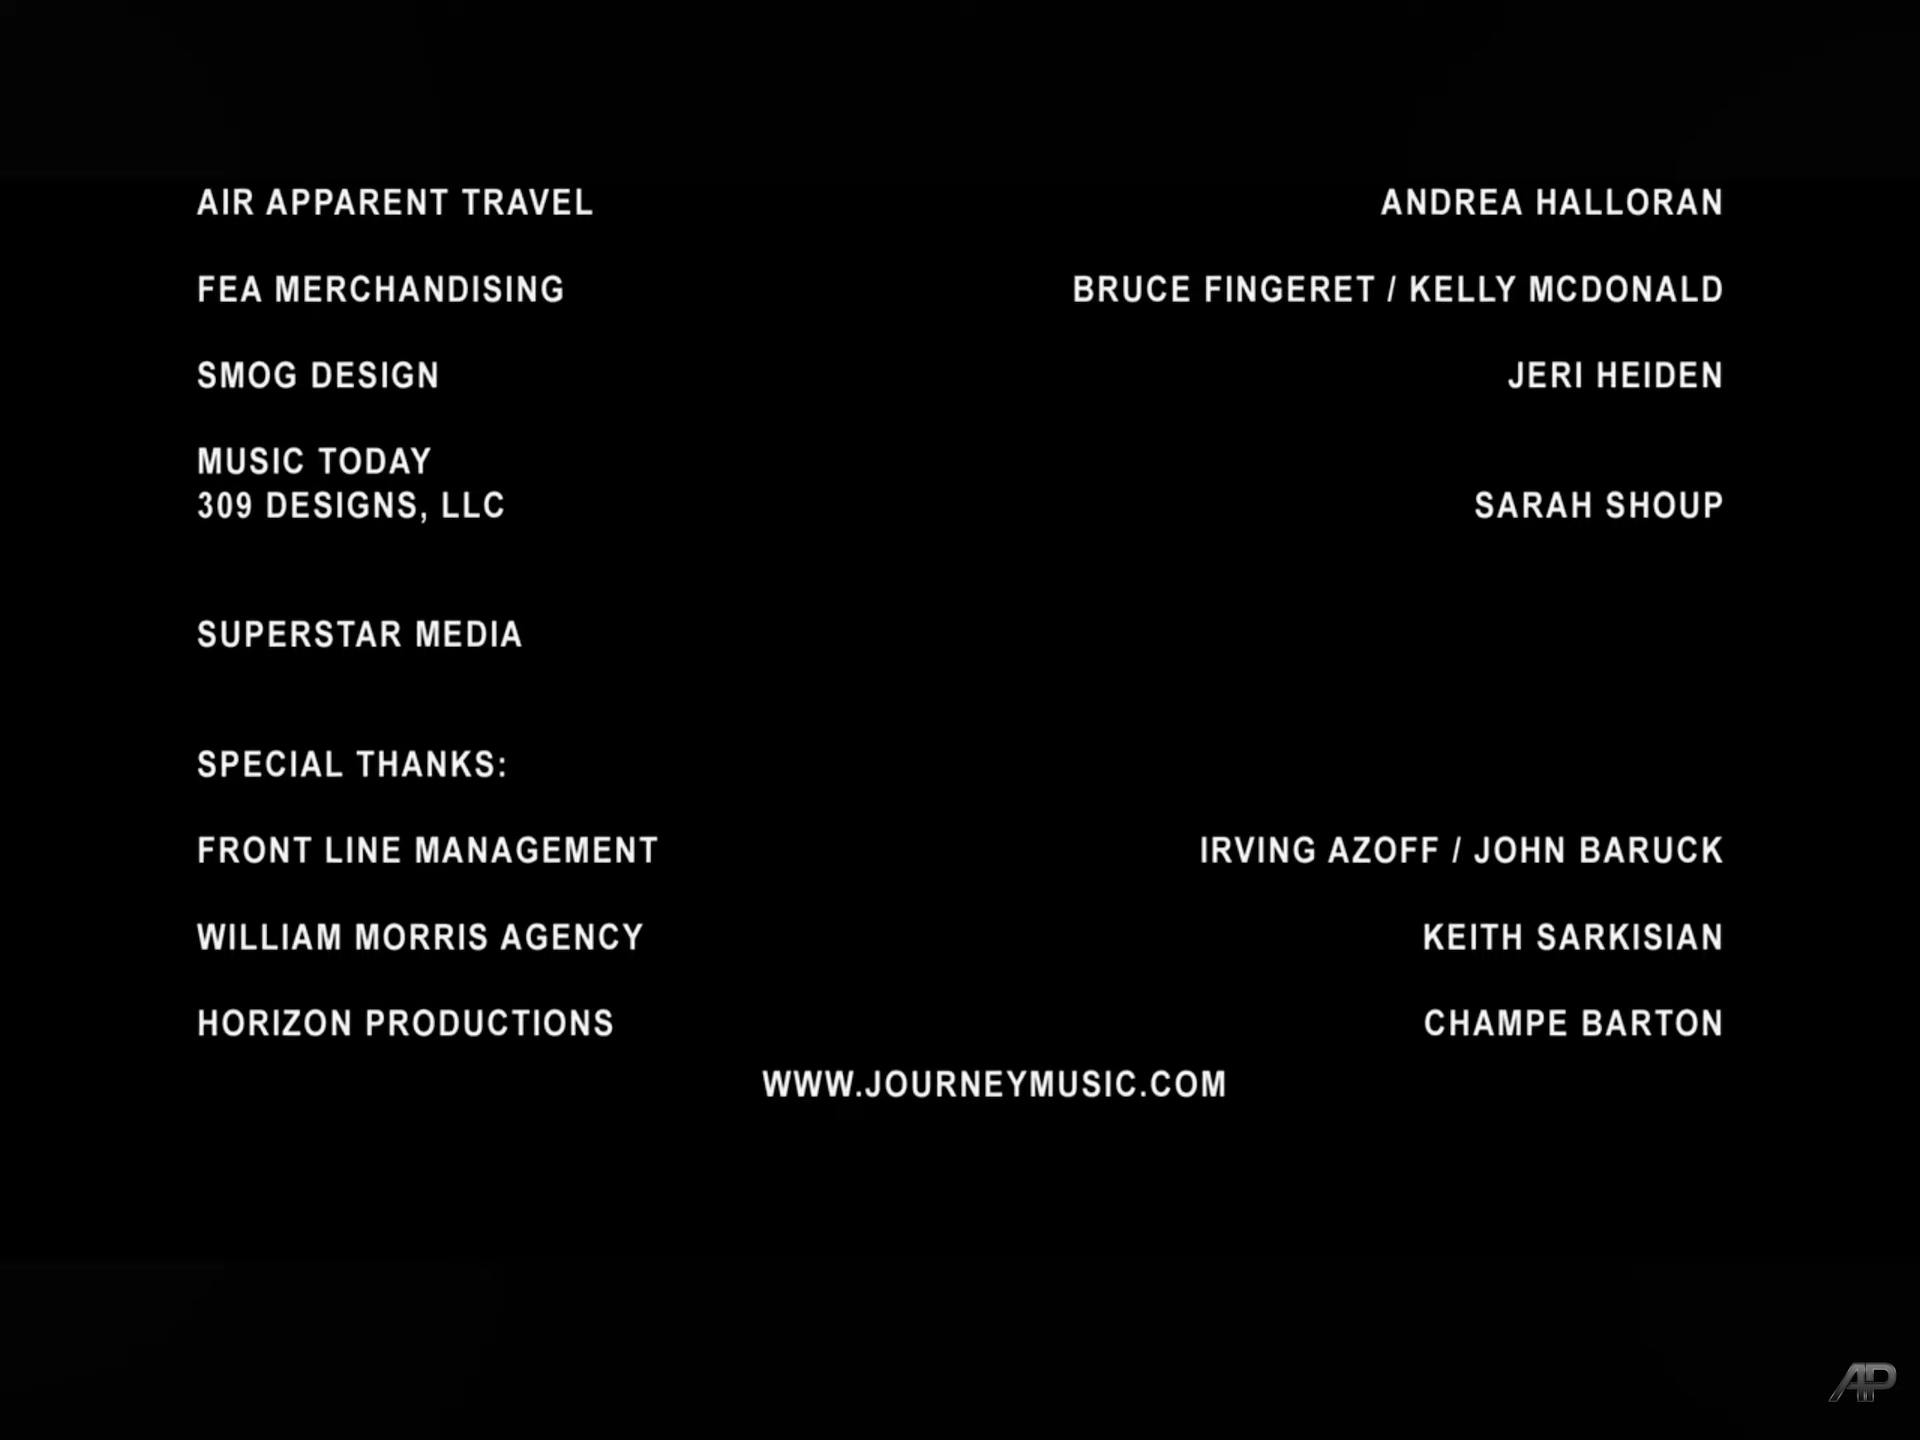 AIR APPARENT TRAVEL ANDREA HALLORAN
FEA MERCHANDISING BRUCE FINGERET / KELLY MCDONALD
SMOG DESIGN JERI HEIDEN
MUSIC TODAY
309 DESIGNS, LLC SARAH SHOUP
SUPERSTAR MEDIA
SPECIAL THANKS:
FRONT LINE MANAGEMENT IRVING AZOFF / JOHN BARUCK
WILLIAM MORRIS AGENCY KEITH SARKISIAN
HORIZON PRODUCTIONS CHAMPE BARTON
WWW.JOURNEYMUSIC.COM
AP